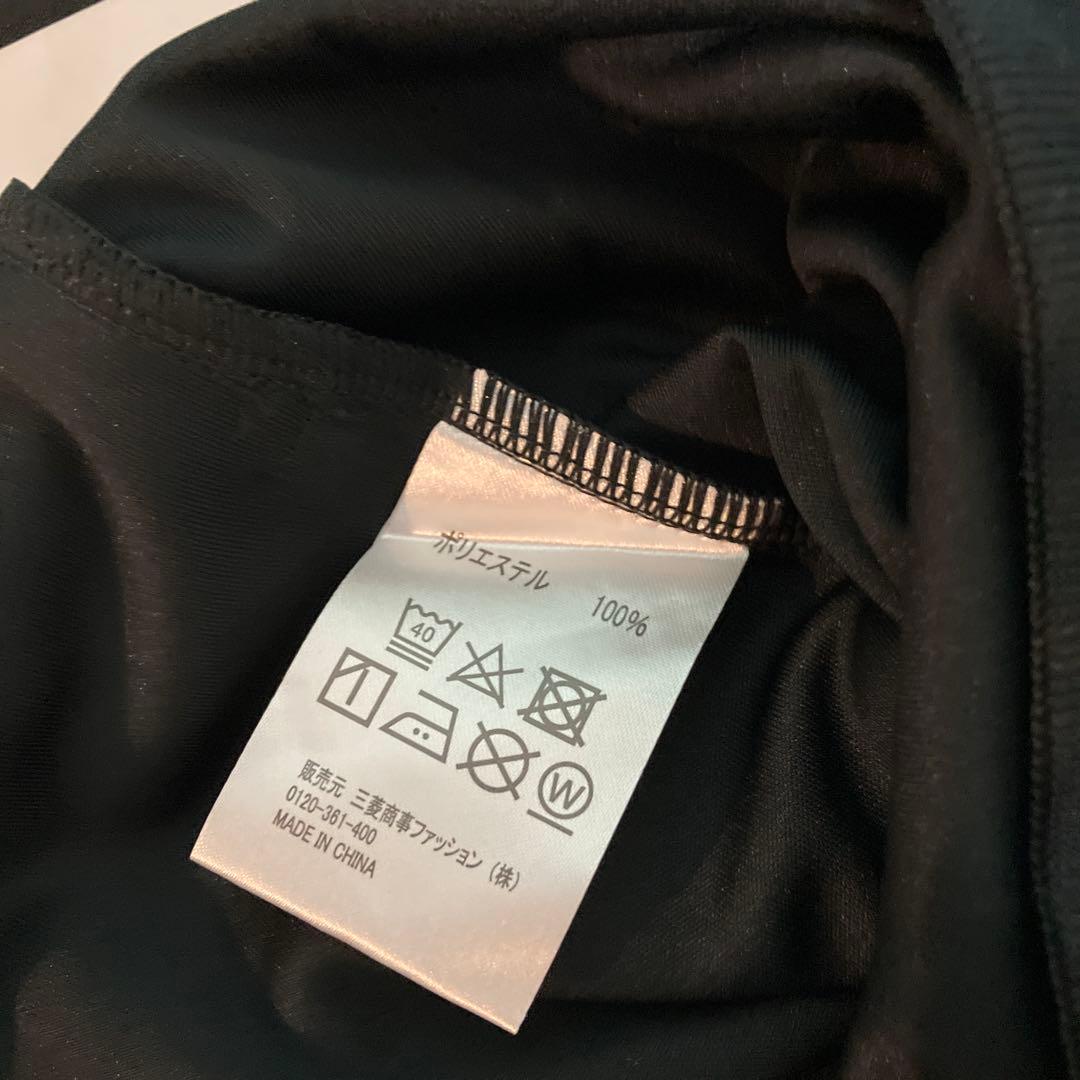 ポリエステル 100%
40
W
販売元 三菱商事ファッション（株）
0120-361-400
MADE IN CHINA